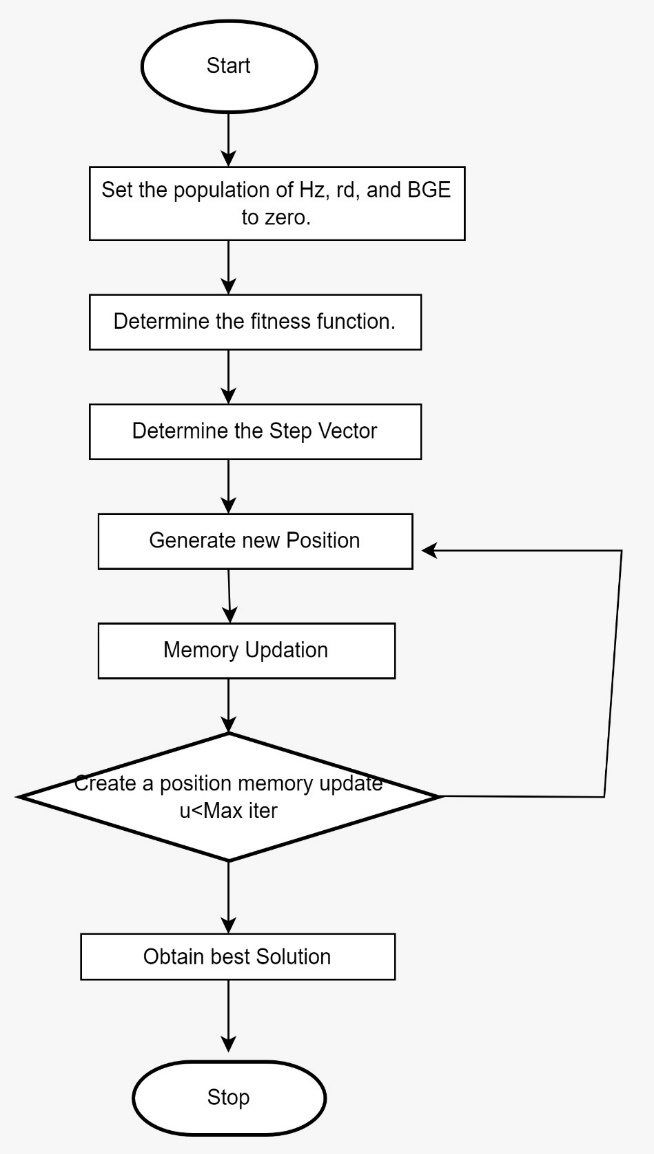 Start
Set the population of Hz, rd, and BGE
to zero.
Determine the fitness function.
Determine the Step Vector
Generate new Position
Memory Updation
Create a position memory update
u<Max iter
Obtain best Solution
Stop